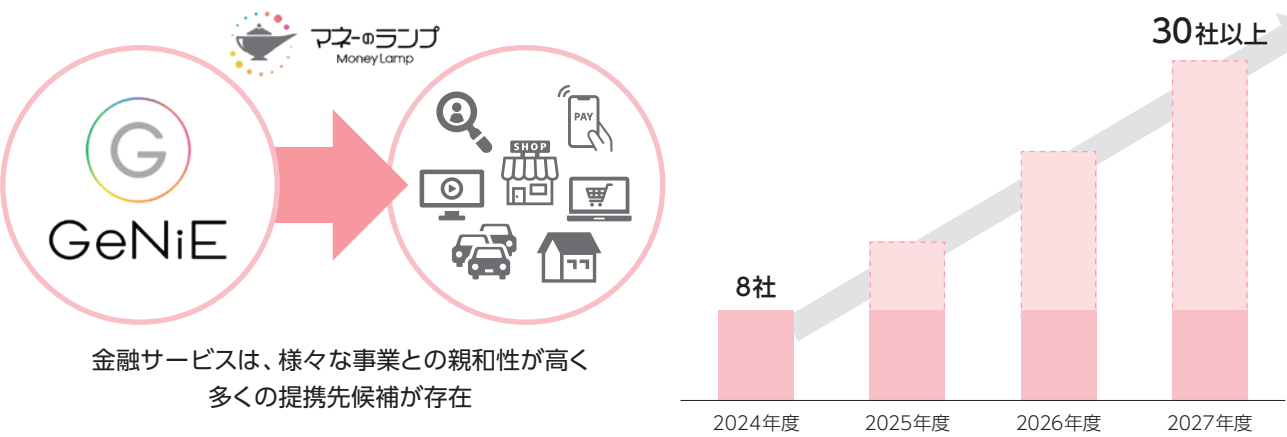 マネーのランプ
Money Lamp
G
GeNiE
PAY
SHOP
金融サービスは、様々な事業との親和性が高く
多くの提携先候補が存在
30社以上
8社
2024年度
2025年度
2026年度
2027年度